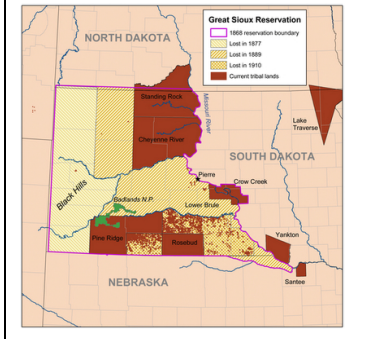 Great Sioux Reservation
1868 reservation boundary
Lost in 1877
Lost in 1889
Lost in 1910
Current tribal lands
NORTH DAKOTA
Standing Rock
Missouri River
Cheyenne River
Lake
Traverse
SOUTH DAKOTA
Pierre
Crow Creek
Black Hills
Badlands N.P.
Lower Brule
Pine Ridge
Rosebud
Yankton
Santee
NEBRASKA